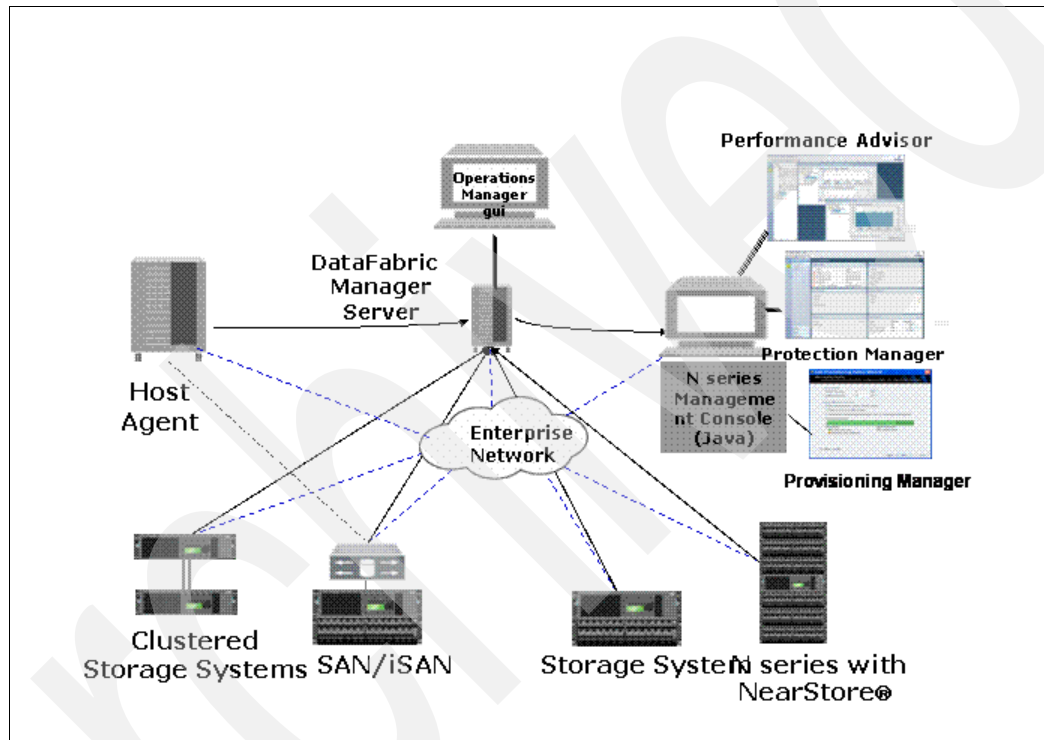 Performance Advisor
Operations
Manager
gui
DataFabric
Manager
Server
Host
Agent
Protection Manager
N series
Manageme
nt Console
(Java)
Enterprise
Network
Provisioning Manager
Clustered
Storage Systems
SAN/iSAN
Storage System
N series with
NearStore®